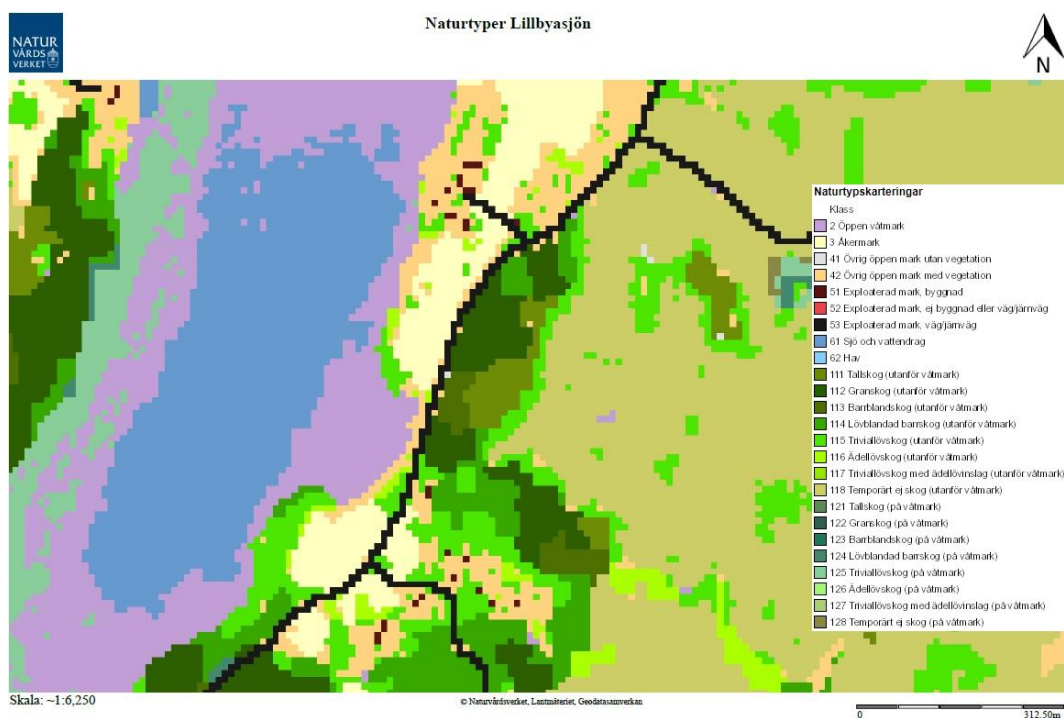 Naturtyper Lillbyasjön
NATUR
VÅRDS
VERKET
N
Naturtypskarteringar
Klass
2 Öppen våtmark
3 Åkermark
41 Övrig öppen mark utan vegetation
42 Övrig öppen mark med vegetation
51 Exploaterad mark, byggnad
52 Exploaterad mark, ej byggnad eller väg/järnväg
53 Exploaterad mark, väg/järnväg
61 Sjö och vattendrag
62 Hav
111 Tallskog (utanför våtmark)
112 Granskog (utanför våtmark)
113 Barrblandskog (utanför våtmark)
114 Lövblandad barrskog (utanför våtmark)
115 Triviallövskog (utanför våtmark)
116 Ädellövskog (utanför våtmark)
117 Triviallövskog med ädellövinslag (utanför våtmark)
118 Temporärt ej skog (utanför våtmark)
121 Tallskog (på våtmark)
122 Granskog (på våtmark)
123 Barrblandskog (på våtmark)
124 Lövblandad barrskog (på våtmark)
125 Triviallövskog (på våtmark)
126 Ädellövskog (på våtmark)
127 Triviallövskog med ädellövinslag (på våtmark)
128 Temporärt ej skog (på våtmark)
Skala: ~1:6,250
© Naturvårdsverket, Lantmäteriet, Geodatasamverkan
0 312.50m